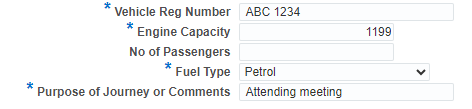 * Vehicle Reg Number ABC 1234
* Engine Capacity 1199
No of Passengers
* Fuel Type Petrol
* Purpose of Journey or Comments Attending meeting